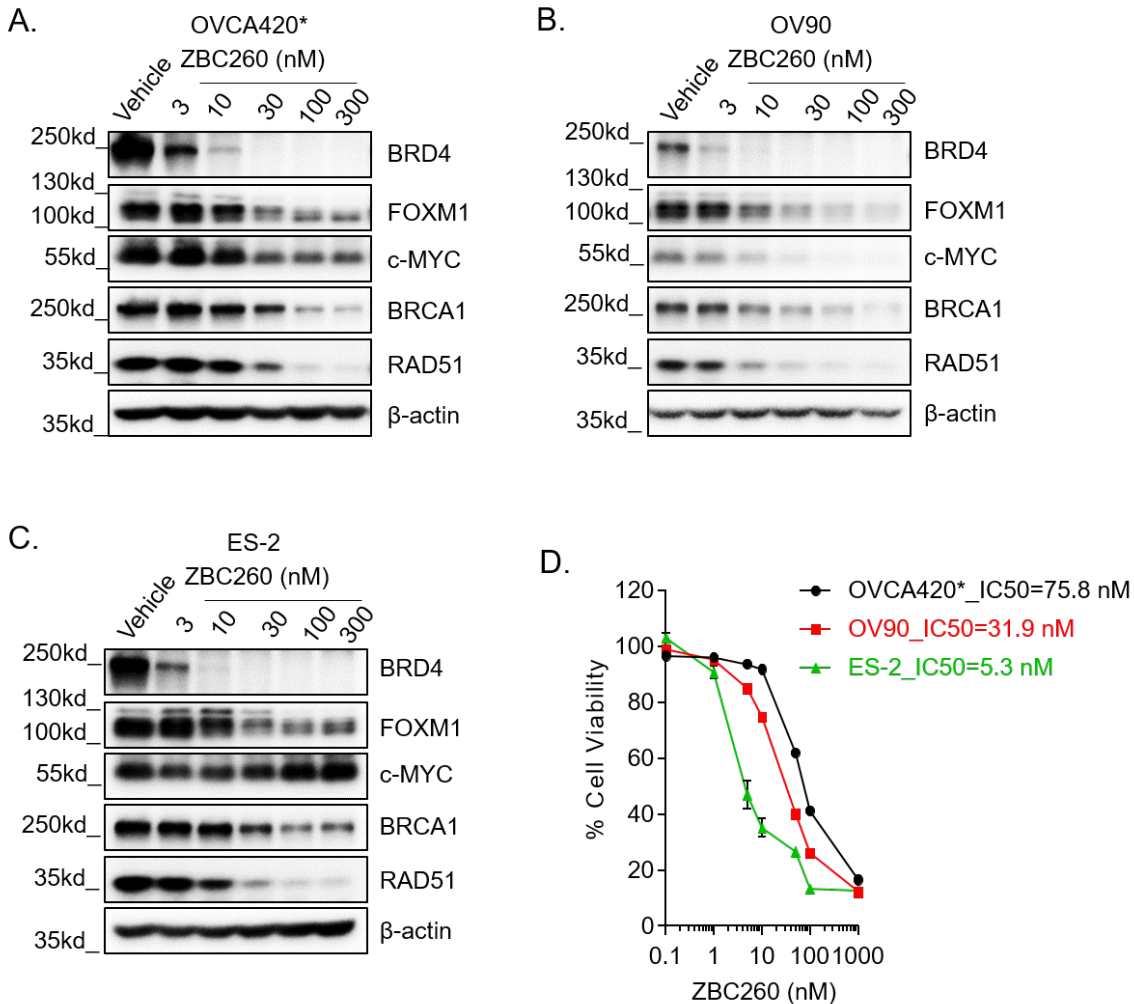 A.
OVCA420*
ZBC260 (nM)
Vehicle 3 10 30 100 300
250kd_ BRD4
130kd_
100kd_ FOXM1
55kd_ c-MYC
250kd_ BRCA1
35kd_ RAD51
35kd_ β-actin
B.
OV90
ZBC260 (nM)
Vehicle 3 10 30 100 300
250kd_ BRD4
130kd_
100kd_ FOXM1
55kd_ c-MYC
250kd_ BRCA1
35kd_ RAD51
35kd_ β-actin
C.
ES-2
ZBC260 (nM)
Vehicle 3 10 30 100 300
250kd_ BRD4
130kd_
100kd_ FOXM1
55kd_ c-MYC
250kd_ BRCA1
35kd_ RAD51
35kd_ β-actin
D.
OVCA420*_IC50=75.8 nM
OV90_IC50=31.9 nM
ES-2_IC50=5.3 nM
% Cell Viability
120
100
80
60
40
20
0
0.1 1 10 100 1000
ZBC260 (nM)